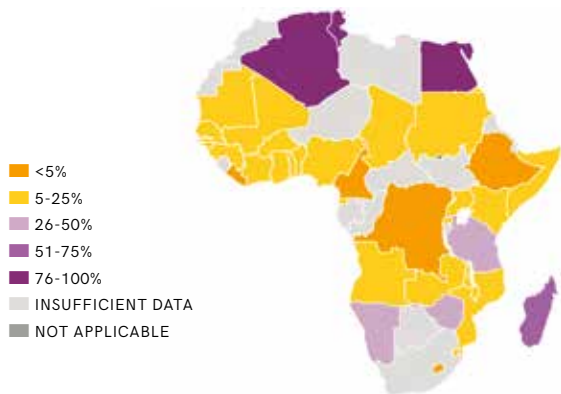 <5%
5-25%
26-50%
51-75%
76-100%
INSUFFICIENT DATA
NOT APPLICABLE